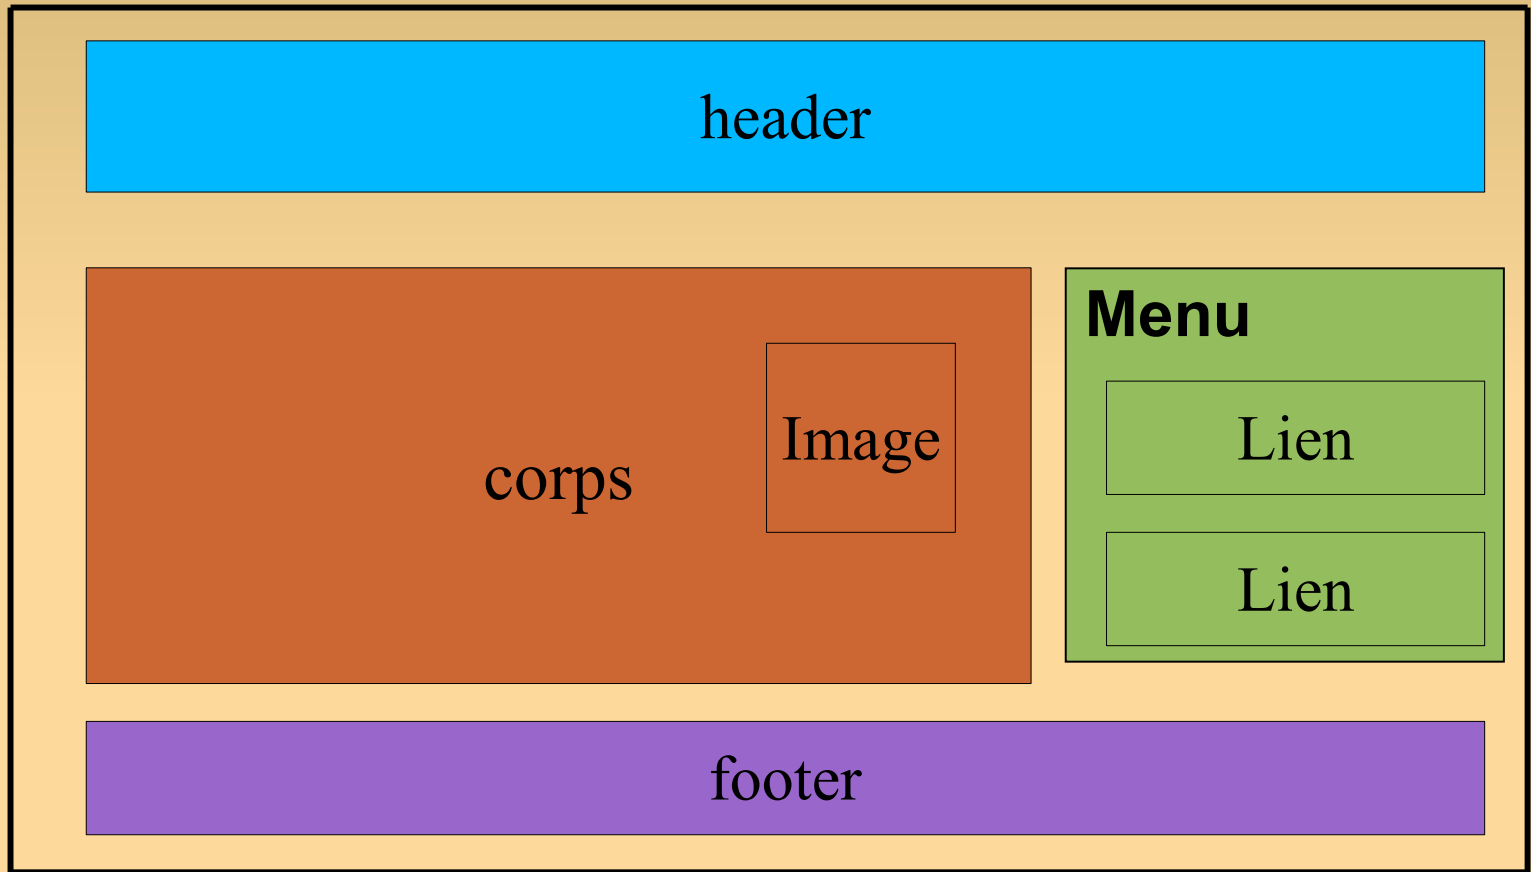 header
corps
Image
Menu
Lien
Lien
footer